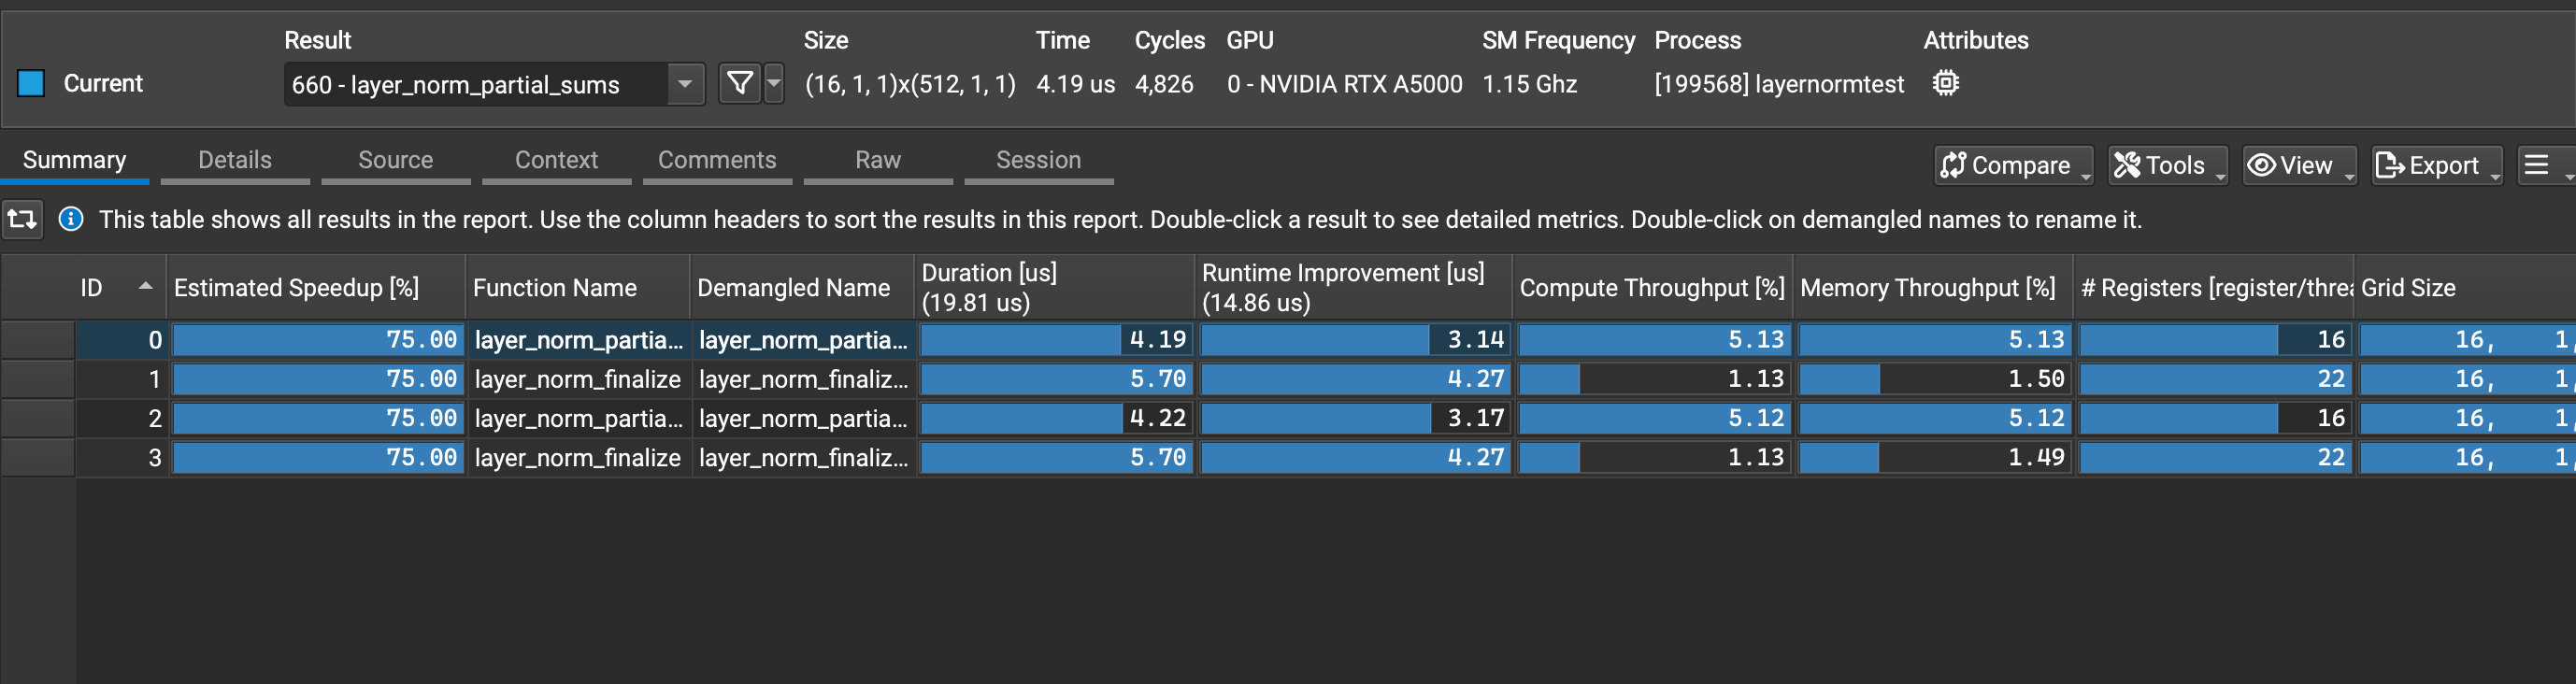 Result Size Time Cycles GPU SM Frequency Process Attributes
Current 660 - layer_norm_partial_sums (16, 1, 1)x(512, 1, 1) 4.19 us 4,826 0 - NVIDIA RTX A5000 1.15 Ghz [199568] layernormtest
Summary Details Source Context Comments Raw Session Compare Tools View Export
This table shows all results in the report. Use the column headers to sort the results in this report. Double-click a result to see detailed metrics. Double-click on demangled names to rename it.
ID Estimated Speedup [%] Function Name Demangled Name Duration [us] (19.81 us) Runtime Improvement [us] (14.86 us) Compute Throughput [%] Memory Throughput [%] # Registers [register/threa Grid Size
0 75.00 layer_norm_partia... layer_norm_partia... 4.19 3.14 5.13 5.13 16 16, 1,
1 75.00 layer_norm_finalize layer_norm_finaliz... 5.70 4.27 1.13 1.50 22 16, 1,
2 75.00 layer_norm_partia... layer_norm_partia... 4.22 3.17 5.12 5.12 16 16, 1,
3 75.00 layer_norm_finalize layer_norm_finaliz... 5.70 4.27 1.13 1.49 22 16, 1,